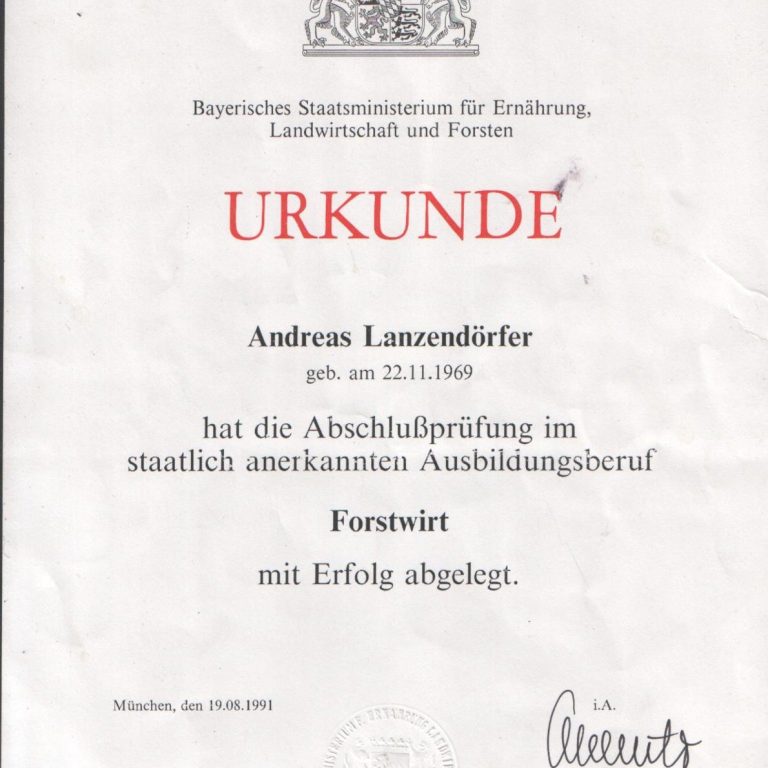 Bayerisches Staatsministerium für Ernährung,
Landwirtschaft und Forsten
URKUNDE
Andreas Lanzendörfer
geb. am 22.11.1969
hat die Abschlußprüfung im
staatlich anerkannten Ausbildungsberuf
Forstwirt
mit Erfolg abgelegt.
München, den 19.08.1991
i.A.